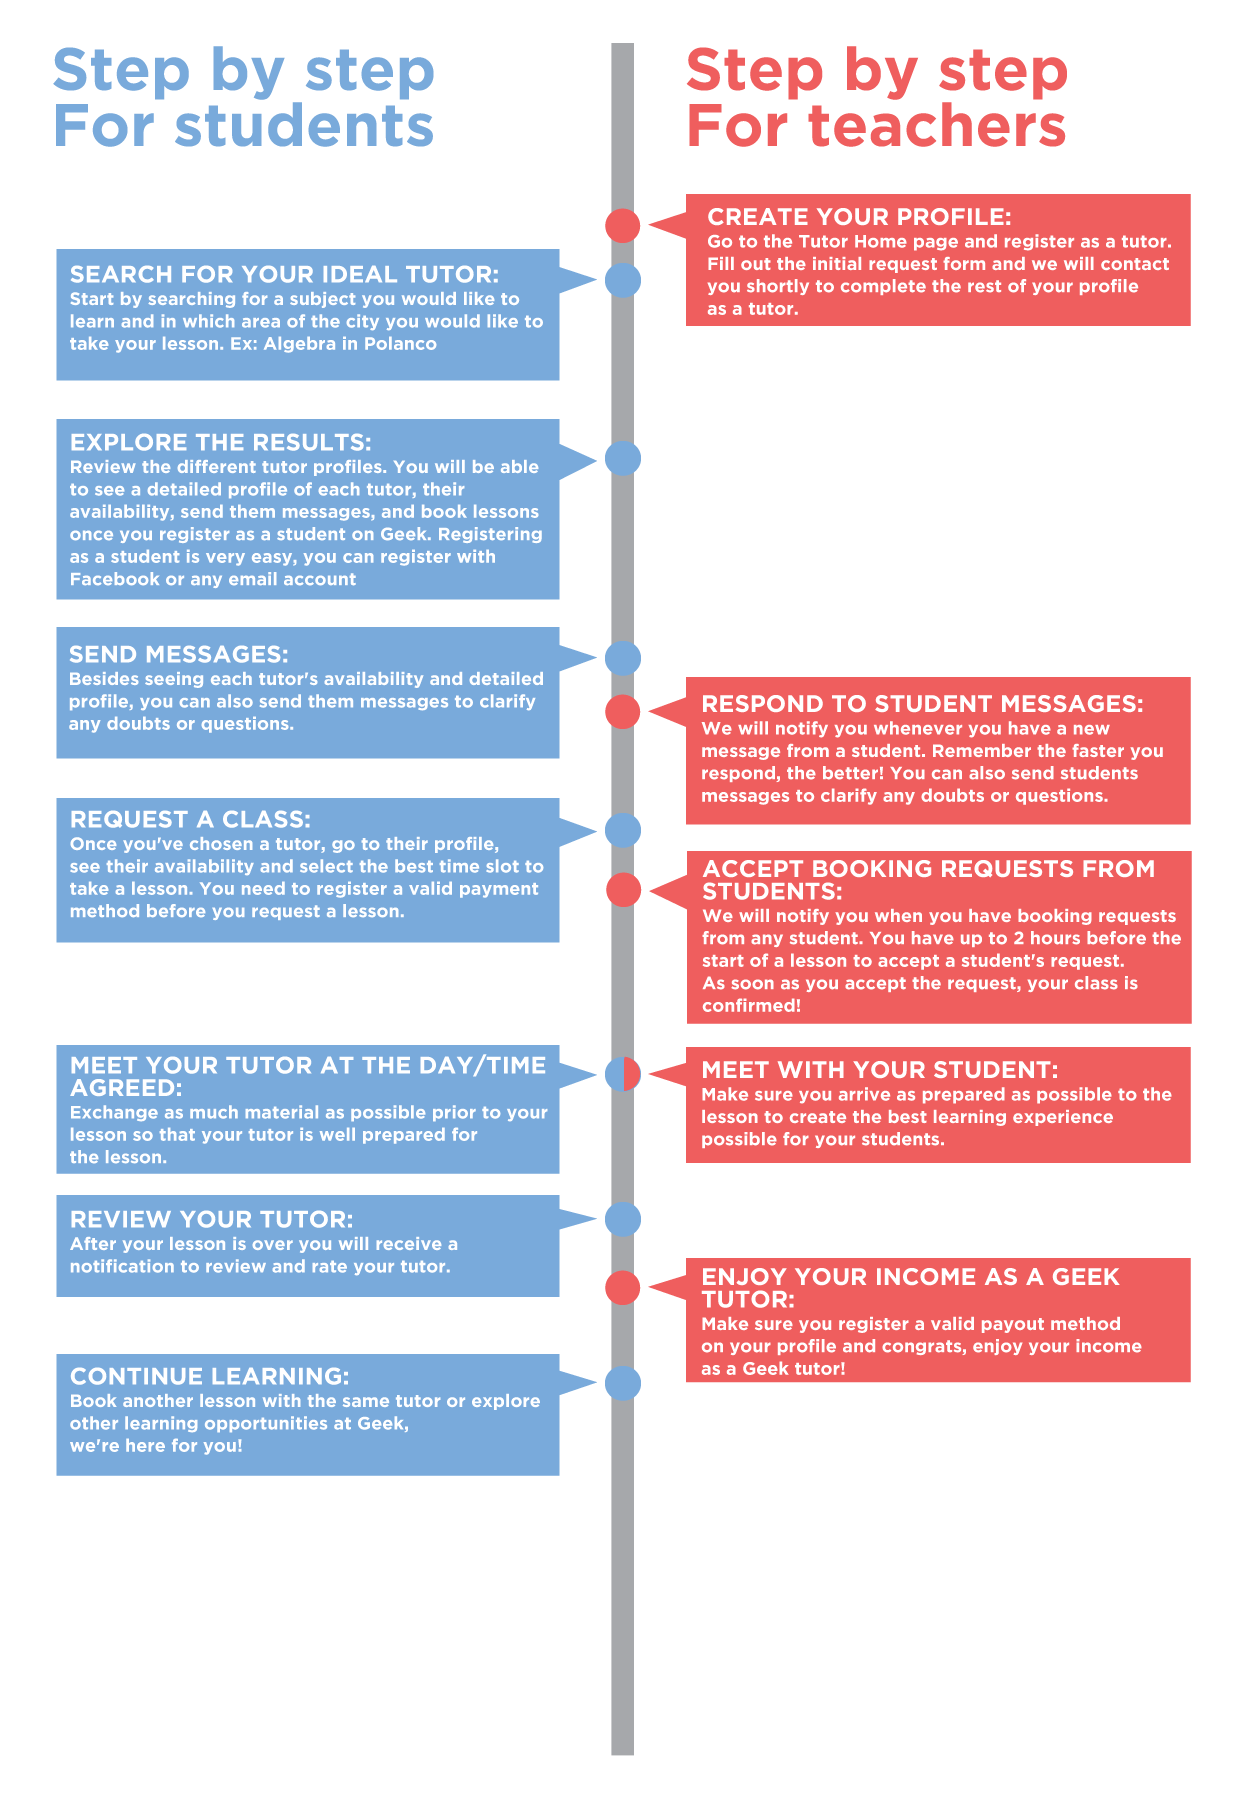 Step by step
For students
SEARCH FOR YOUR IDEAL TUTOR:
Start by searching for a subject you would like to
learn and in which area of the city you would like to
take your lesson. Ex: Algebra in Polanco
EXPLORE THE RESULTS:
Review the different tutor profiles. You will be able
to see a detailed profile of each tutor, their
availability, send them messages, and book lessons
once you register as a student on Geek. Registering
as a student is very easy, you can register with
Facebook or any email account
SEND MESSAGES:
Besides seeing each tutor's availability and detailed
profile, you can also send them messages to clarify
any doubts or questions.
REQUEST A CLASS:
Once you've chosen a tutor, go to their profile,
see their availability and select the best time slot to
take a lesson. You need to register a valid payment
method before you request a lesson.
MEET YOUR TUTOR AT THE DAY/TIME
AGREED:
Exchange as much material as possible prior to your
lesson so that your tutor is well prepared for
the lesson.
REVIEW YOUR TUTOR:
After your lesson is over you will receive a
notification to review and rate your tutor.
CONTINUE LEARNING:
Book another lesson with the same tutor or explore
other learning opportunities at Geek,
we're here for you!
Step by step
For teachers
CREATE YOUR PROFILE:
Go to the Tutor Home page and register as a tutor.
Fill out the initial request form and we will contact
you shortly to complete the rest of your profile
as a tutor.
RESPOND TO STUDENT MESSAGES:
We will notify you whenever you have a new
message from a student. Remember the faster you
respond, the better! You can also send students
messages to clarify any doubts or questions.
ACCEPT BOOKING REQUESTS FROM
STUDENTS:
We will notify you when you have booking requests
from any student. You have up to 2 hours before the
start of a lesson to accept a student's request.
As soon as you accept the request, your class is
confirmed!
MEET WITH YOUR STUDENT:
Make sure you arrive as prepared as possible to the
lesson to create the best learning experience
possible for your students.
ENJOY YOUR INCOME AS A GEEK
TUTOR:
Make sure you register a valid payout method
on your profile and congrats, enjoy your income
as a Geek tutor!